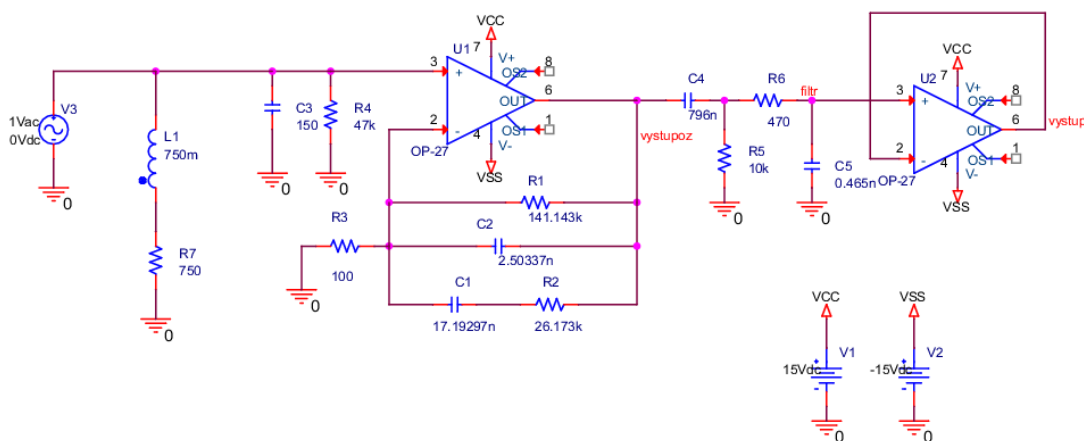 1Vac
0Vdc
V3
0
L1
750m
R7
750
0
C3
150
0
R4
47k
0
VCC
U1
3
+
7
V+
OS2
8
OUT
6
2
-
4
OS1
1
V-
OP-27
VSS
vystupoz
R1
141.143k
C2
2.50337n
C1
17.19297n
R2
26.173k
R3
100
0
C4
796n
R6
470
filtr
R5
10k
0
C5
0.465n
0
VCC
U2
3
+
7
V+
OS2
8
OUT
6
vystup
2
-
4
OS1
1
V-
OP-27
VSS
VCC
15Vdc
V1
0
VSS
-15Vdc
V2
0